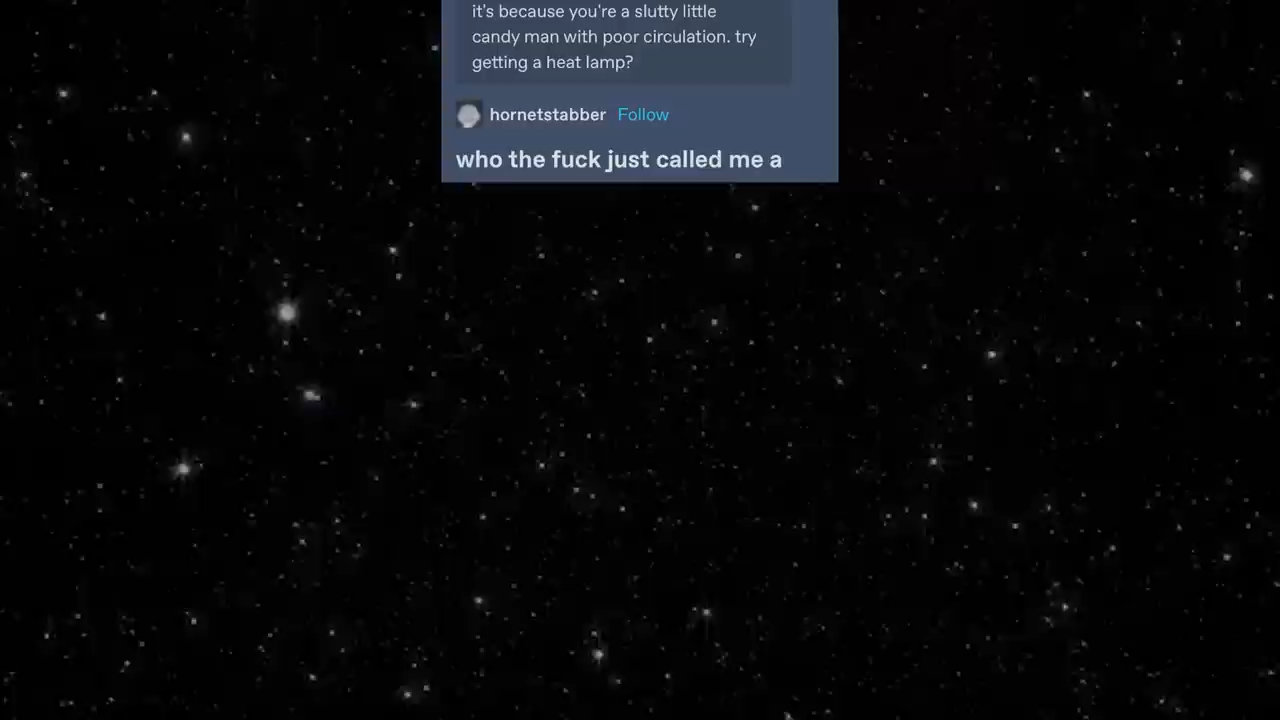 it's because you're a slutty little
candy man with poor circulation. try
getting a heat lamp?
hornetstabber Follow
who the fuck just called me a